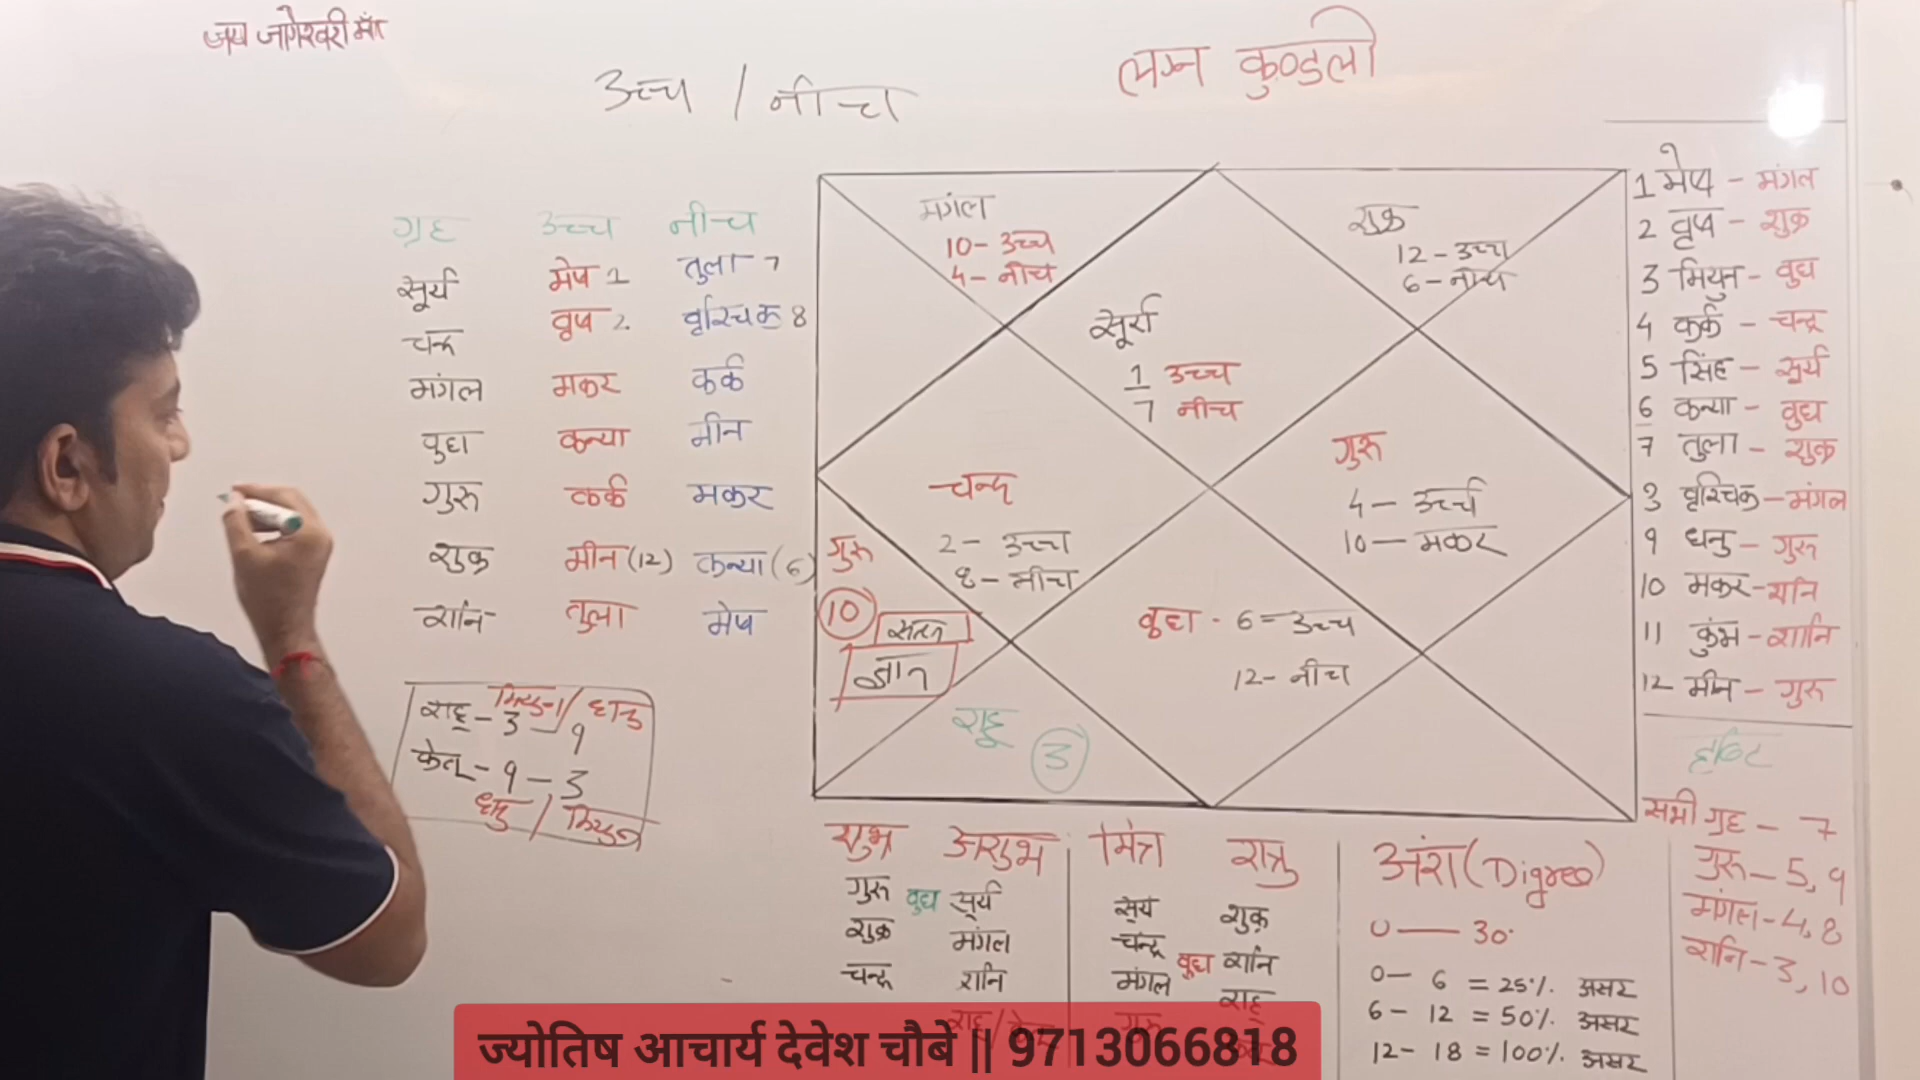 जय जागेश्वरी माँ
उच्च / नीच
लग्न कुण्डली
ग्रह उच्च नीच
सूर्य मेष 1 तुला 7
चन्द्र वृष 2 वृश्चिक 8
मंगल मकर कर्क
बुध कन्या मीन
गुरू कर्क मकर
शुक्र मीन (12) कन्या (6)
शनि तुला मेष
राहू - 3 - 9
मिथुन / धनु
केतू - 9 - 3
धनु / मिथुन
मंगल
10 - उच्च
4 - नीच
शुक्र
12 - उच्च
6 - नीच
सूर्य
1 उच्च
7 नीच
चन्द्र
2 - उच्च
8 - नीच
गुरू
4 - उच्च
10 - मकर
गुरू
10
ज्ञान
बुध - 6 = उच्च
12 - नीच
राहू
3
1 मेष - मंगल
2 वृष - शुक्र
3 मिथुन - बुध
4 कर्क - चन्द्र
5 सिंह - सूर्य
6 कन्या - बुध
7 तुला - शुक्र
8 वृश्चिक - मंगल
9 धनु - गुरू
10 मकर - शनि
11 कुंभ - शनि
12 मीन - गुरू
दृष्टि
सभी गृह - 7
गुरू - 5, 9
मंगल - 4, 8
शनि - 3, 10
शुभ अशुभ
गुरू बुध सूर्य
शुक्र मंगल
चन्द्र शनि
राहू / केतू
मित्र शत्रु
सूर्य शुक्र
चन्द्र बुध शनि
मंगल राहू
गुरू
अंश (Digree)
0 — 30°
0 - 6 = 25% असर
6 - 12 = 50% असर
12 - 18 = 100% असर
ज्योतिष आचार्य देवेश चौबे || 9713066818